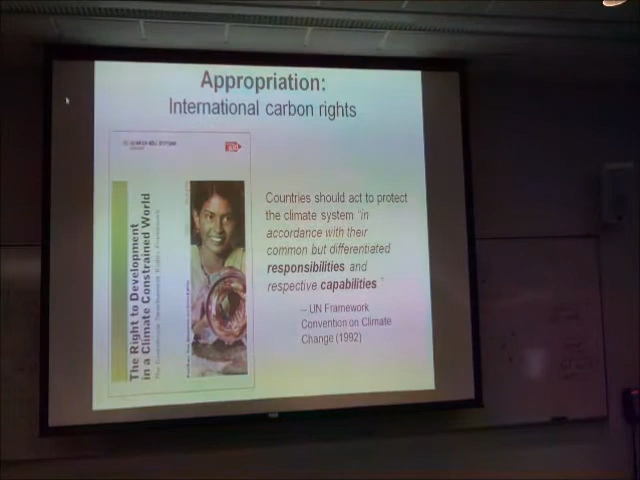 Appropriation:
International carbon rights
The Right to Development
in a Climate Constrained World
Countries should act to protect
the climate system "in
accordance with their
common but differentiated
responsibilities and
respective capabilities."
– UN Framework
Convention on Climate
Change (1992)